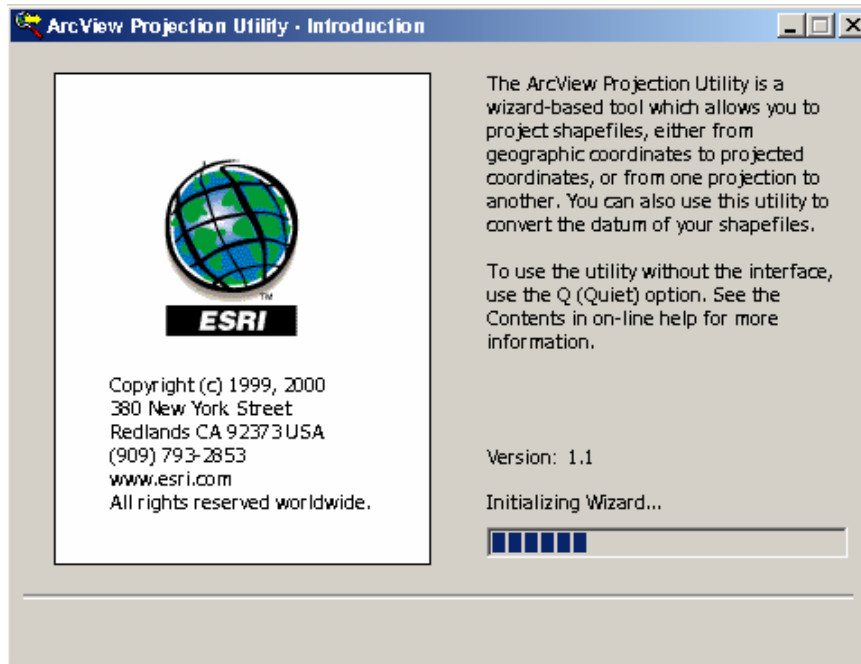 ArcView Projection Utility - Introduction
The ArcView Projection Utility is a
wizard-based tool which allows you to
project shapefiles, either from
geographic coordinates to projected
coordinates, or from one projection to
another. You can also use this utility to
convert the datum of your shapefiles.
To use the utility without the interface,
use the Q (Quiet) option. See the
Contents in on-line help for more
information.
TM
ESRI
Copyright (c) 1999, 2000
380 New York Street
Redlands CA 92373 USA
(909) 793-2853
www.esri.com
All rights reserved worldwide.
Version: 1.1
Initializing Wizard...